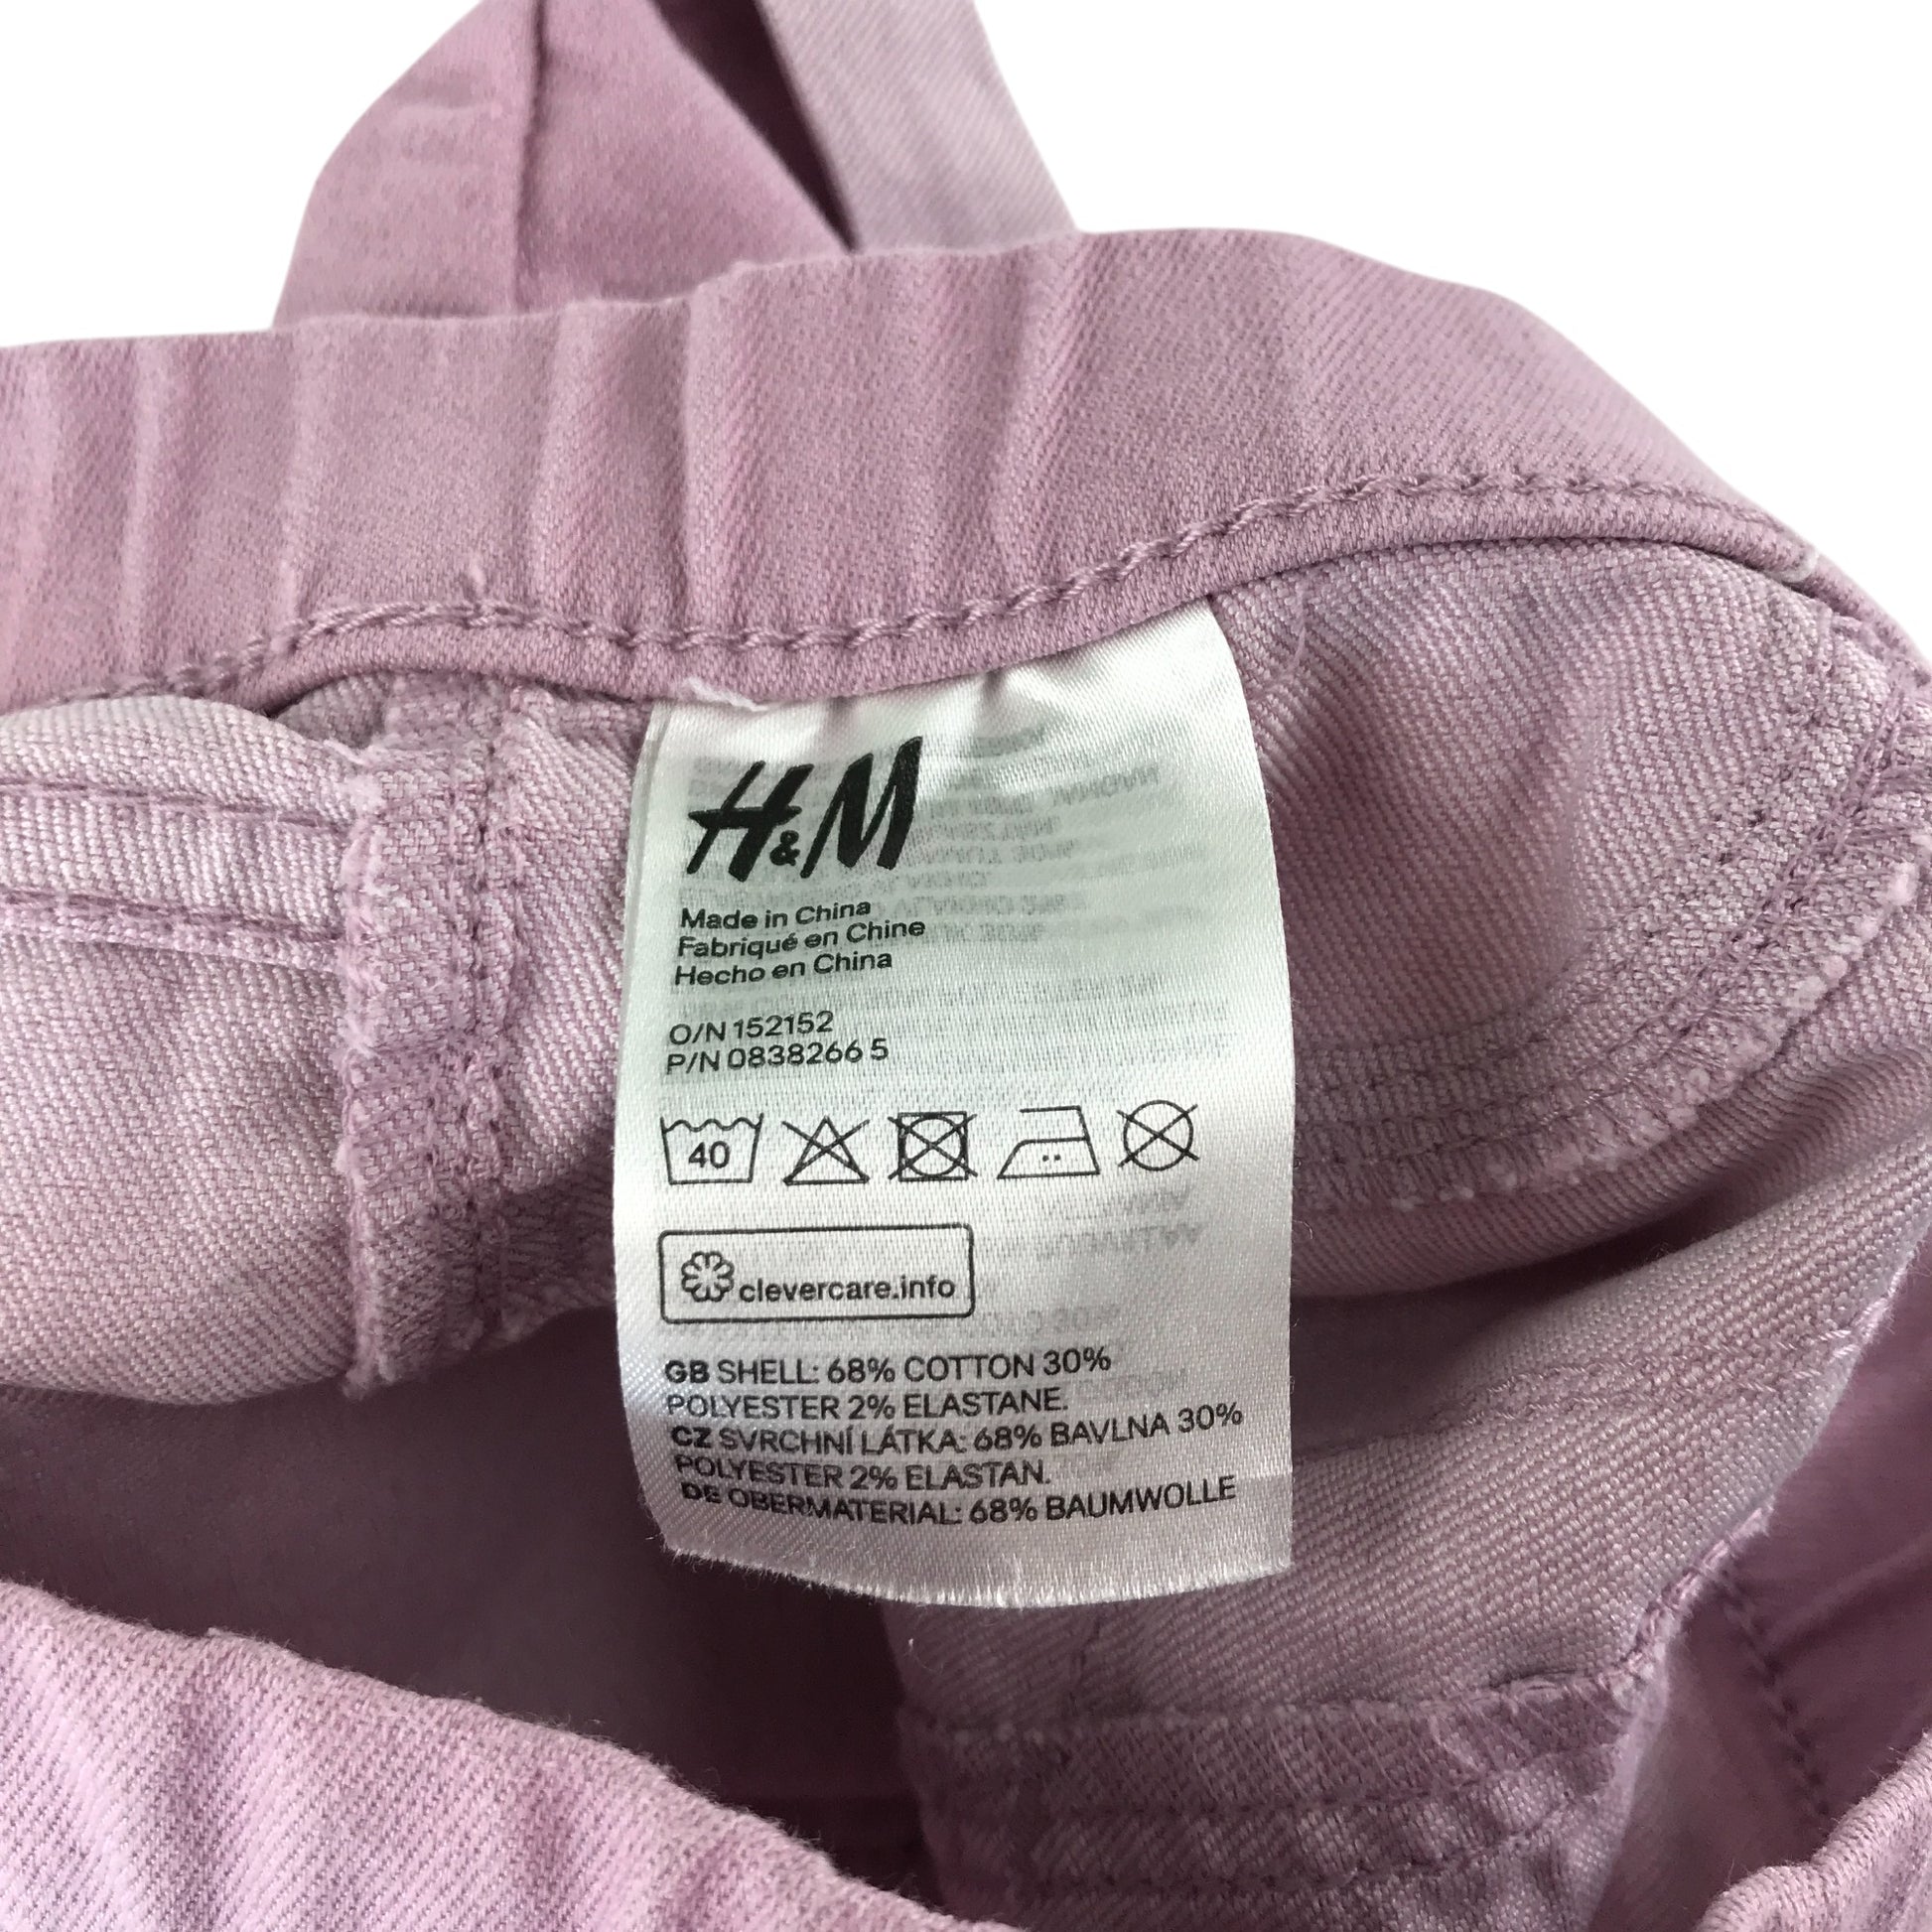 H&M
Made in China
Fabriqué en Chine
Hecho en China
O/N 152152
P/N 0838266 5
40
clevercare.info
GB SHELL: 68% COTTON 30%
POLYESTER 2% ELASTANE.
CZ SVRCHNÍ LÁTKA: 68% BAVLNA 30%
POLYESTER 2% ELASTAN.
DE OBERMATERIAL: 68% BAUMWOLLE